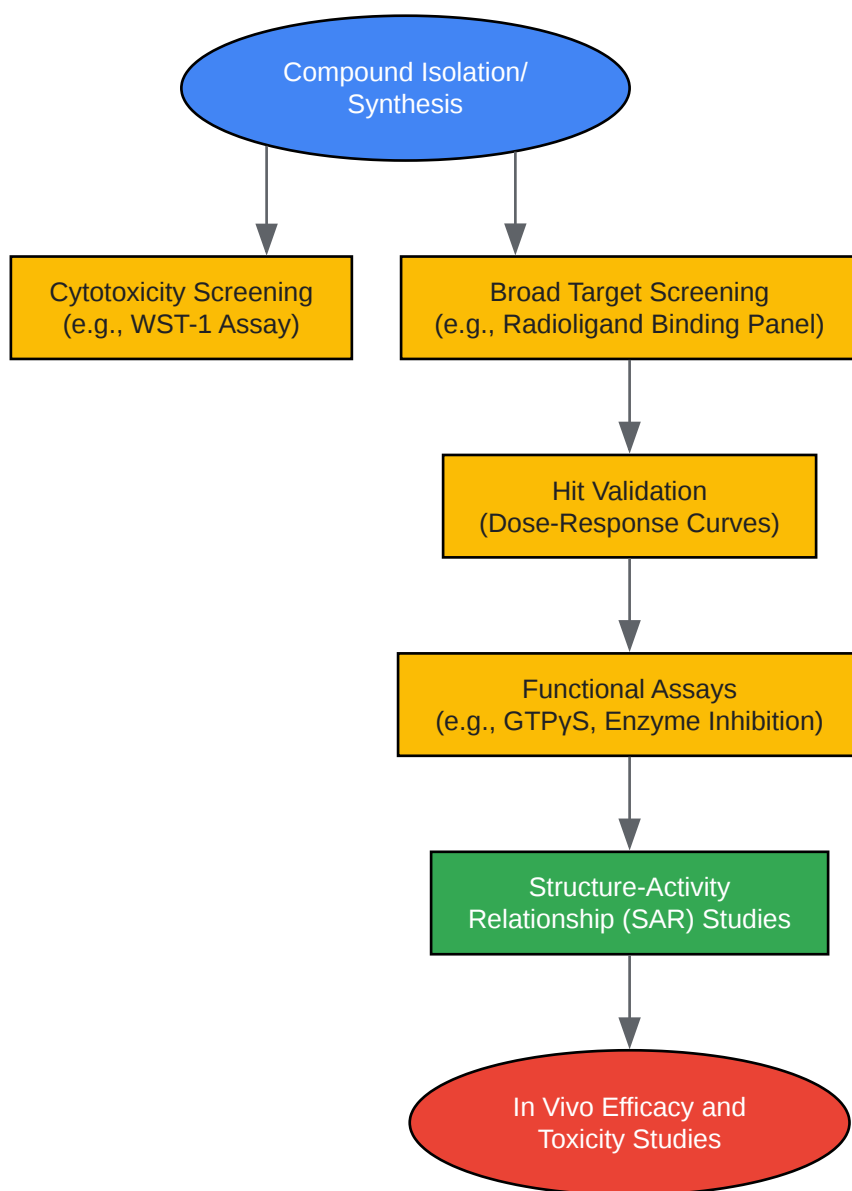 Compound Isolation/
Synthesis
Cytotoxicity Screening
(e.g., WST-1 Assay)
Broad Target Screening
(e.g., Radioligand Binding Panel)
Hit Validation
(Dose-Response Curves)
Functional Assays
(e.g., GTPγS, Enzyme Inhibition)
Structure-Activity
Relationship (SAR) Studies
In Vivo Efficacy and
Toxicity Studies